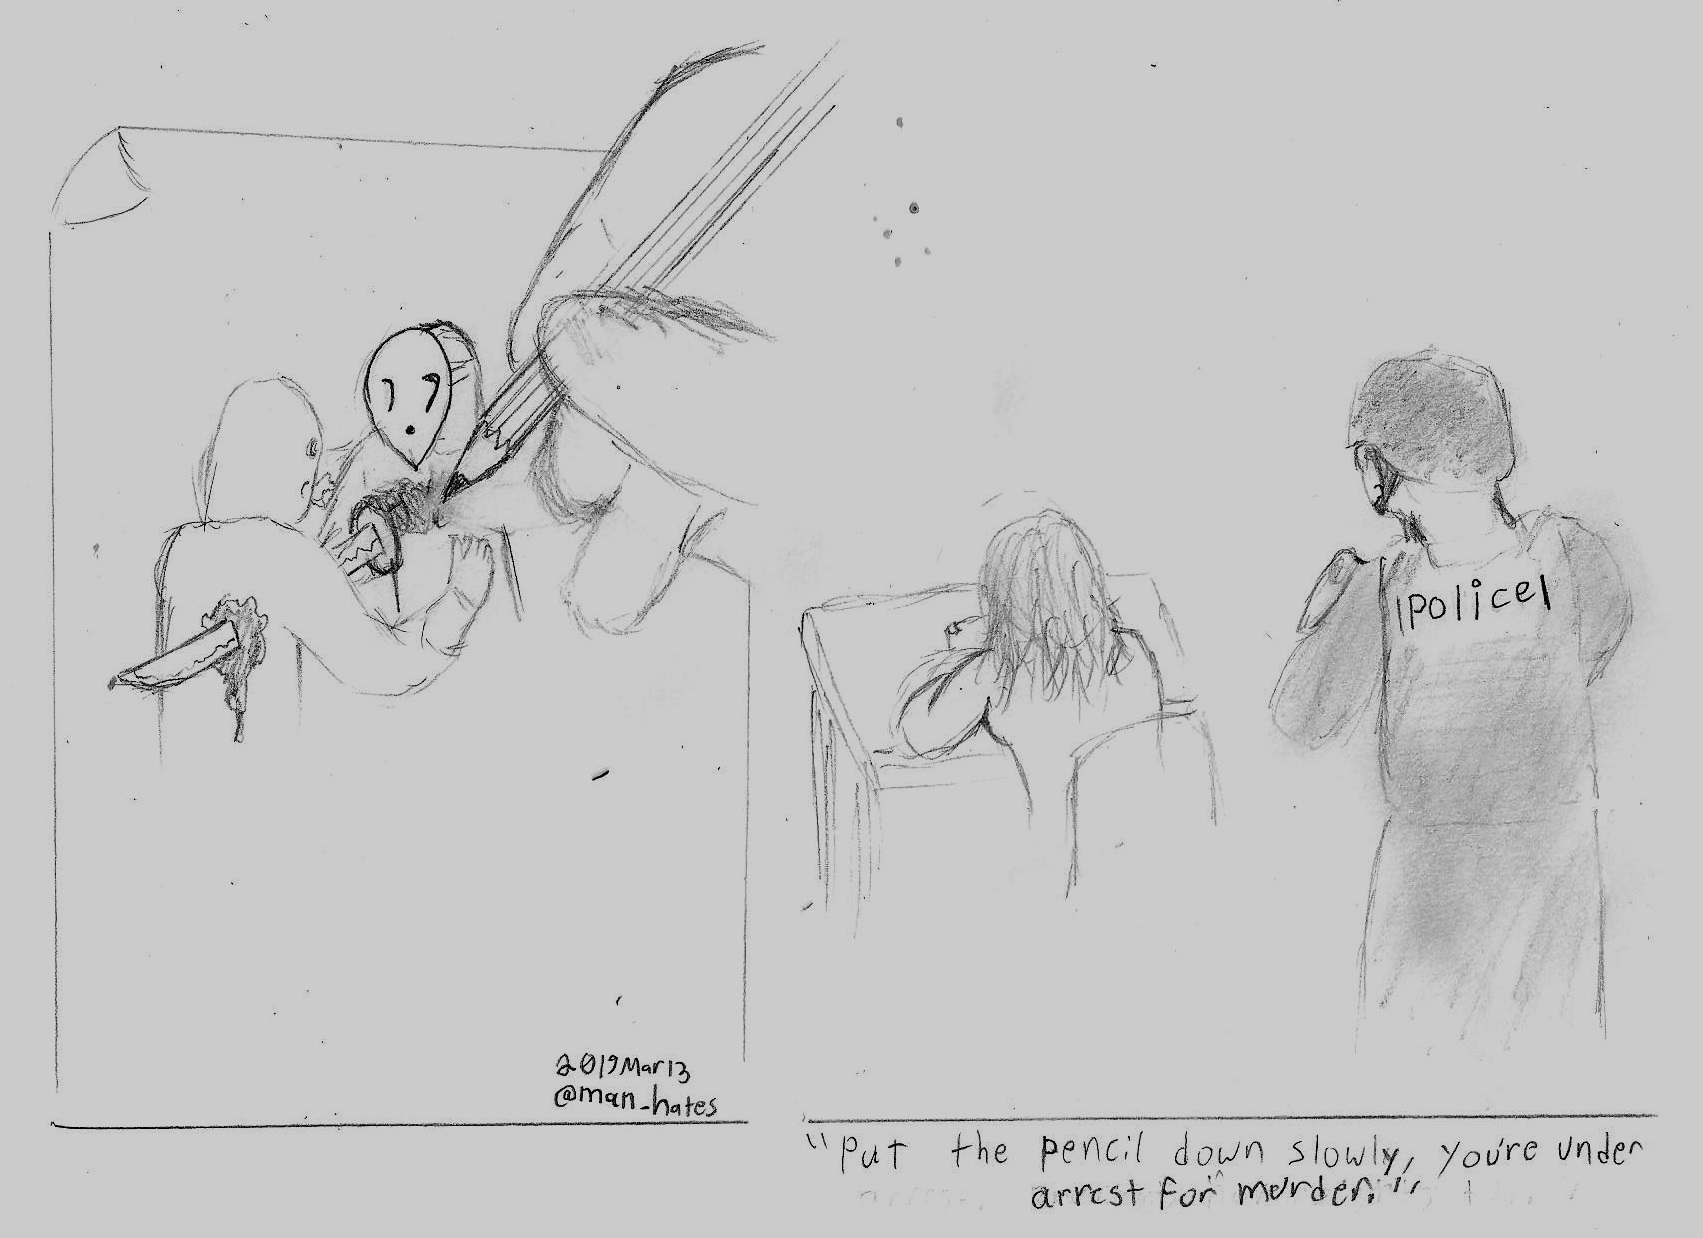 |Police|
2019Mar13
@man_hates
"Put the pencil down slowly, you're under
arrest for murder."